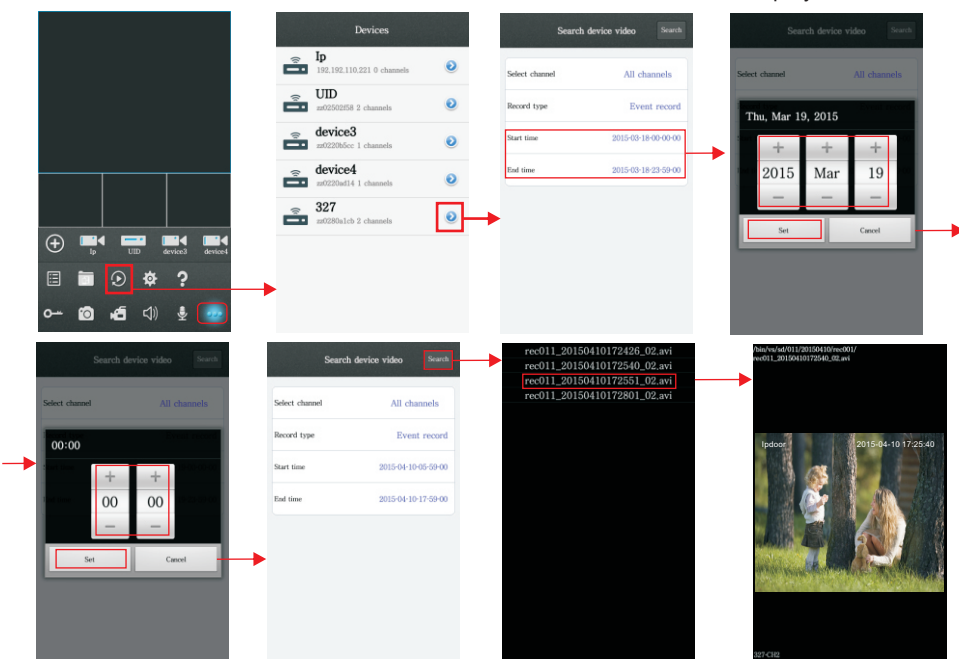 Ip
UID
device3
device4
Devices
Ip
192.192.110.221 0 channels
UID
zz02502f58 2 channels
device3
zz0220b5cc 1 channels
device4
zz0220ad14 1 channels
327
zz0280a1cb 2 channels
Search device video
Search
Select channel
All channels
Record type
Event record
Start time
2015-03-18-00-00-00
End time
2015-03-18-23-59-00
Search device video
Search
Select channel
All channels
Thu, Mar 19, 2015
+ + +
2015 Mar 19
— — —
Set
Cancel
Search device video
Search
Select channel
All channels
00:00
+ +
00 00
— —
Set
Cancel
Search device video
Search
Select channel
All channels
Record type
Event record
Start time
2015-04-10-05-59-00
End time
2015-04-10-17-59-00
rec011_20150410172426_02.avi
rec011_20150410172540_02.avi
rec011_20150410172551_02.avi
rec011_20150410172801_02.avi
/bin/vs/sd/011/20150410/rec001/
rec011_20150410172540_02.avi
Ipdoor
2015-04-10 17:25:40
327-CH2